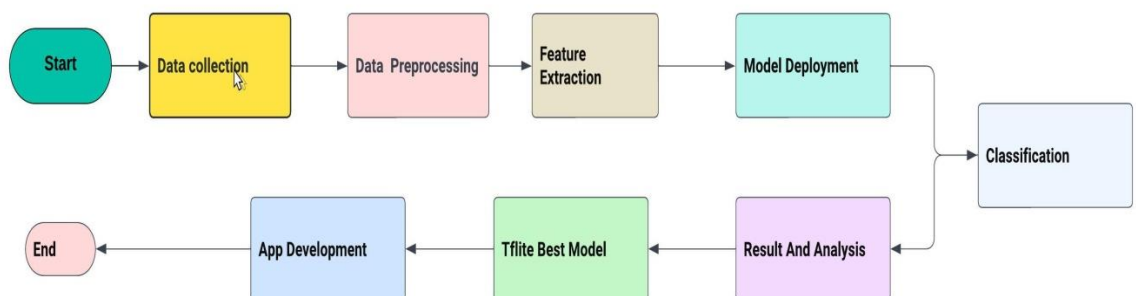 Start
Data collection
Data Preprocessing
Feature
Extraction
Model Deployment
Classification
Result And Analysis
Tflite Best Model
App Development
End